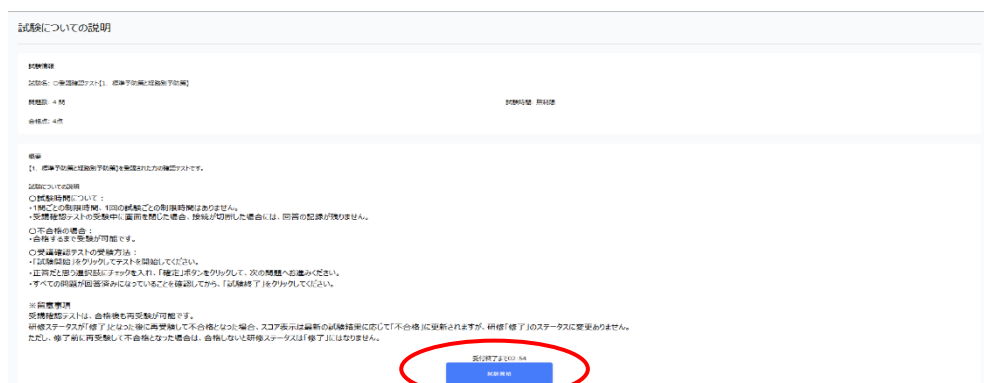 試験についての説明
試験情報
試験名: 〇受講確認テスト【1. 標準予防策と経路別予防策】
問題数: 4 問
試験時間: 無制限
合格点: 4点
概要
【1. 標準予防策と経路別予防策】を受講された方の確認テストです。
試験についての説明
〇試験時間について：
・1問ごとの制限時間、1回の試験ごとの制限時間はありません。
・受講確認テストの受験中に画面を閉じた場合、接続が切断した場合には、回答の記録が残りません。
〇不合格の場合：
・合格するまで受験が可能です。
〇受講確認テストの受験方法：
・「試験開始」をクリックしてテストを開始してください。
・正答だと思う選択肢にチェックを入れ、「確定」ボタンをクリックして、次の問題へお進みください。
・すべての問題が回答済みになっていることを確認してから、「試験終了」をクリックしてください。
※留意事項
受講確認テストは、合格後も再受験が可能です。
研修ステータスが「修了」となった後に再受験して不合格となった場合、スコア表示は最新の試験結果に応じて「不合格」に更新されますが、研修「修了」のステータスに変更ありません。
ただし、修了前に再受験して不合格となった場合は、合格しないと研修ステータスは「修了」にはなりません。
受付終了まで02:54
試験開始